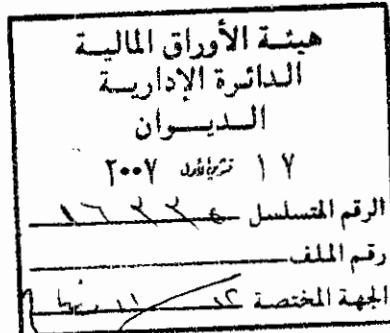 هيئة الأوراق المالية
الدائرة الإدارية
الديوان
١٧ تشرين الأول ٢٠٠٧
الرقم المتسلسل
رقم الملف
الجهة المختصة